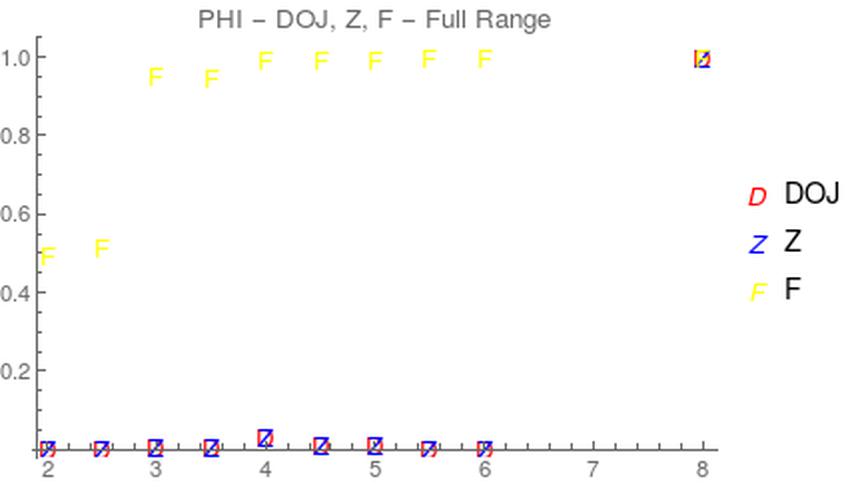 PHI – DOJ, Z, F – Full Range
1.0
0.8
0.6
0.4
0.2
2 3 4 5 6 7 8
F F F F F F F F F
D D D D D D D D D D
Z Z Z Z Z Z Z Z Z Z
F
D DOJ
Z Z
F F